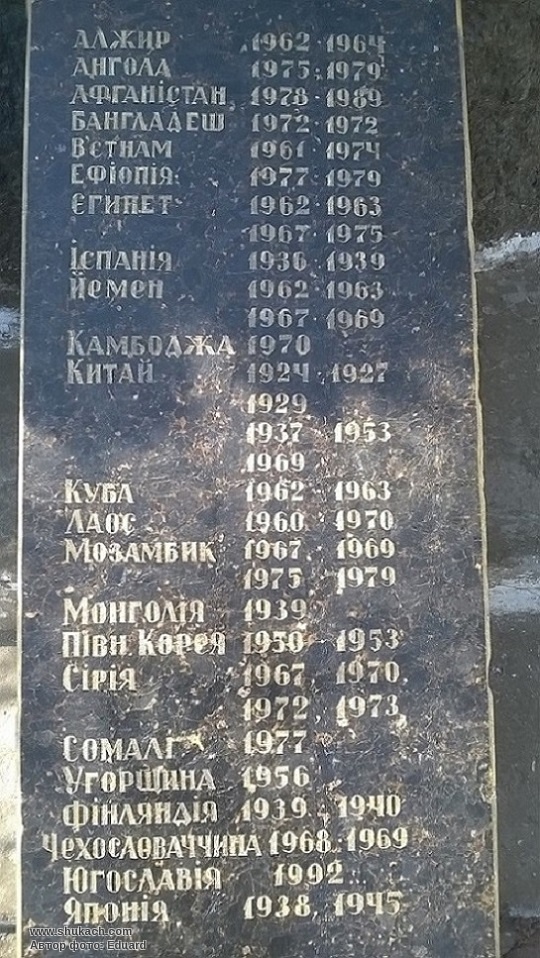 АЛЖИР 1962-1964
АНГОЛА 1975-1979
АФГАНІСТАН 1978-1989
БАНГЛАДЕШ 1972-1972
В'ЄТНАМ 1961-1974
ЕФІОПІЯ 1977-1979
ЄГИПЕТ 1962-1963
1967-1975
ІСПАНІЯ 1936-1939
ЙЕМЕН 1962-1963
1967-1969
КАМБОДЖА 1970
КИТАЙ 1924-1927
1929
1937-1953
1969
КУБА 1962-1963
ЛАОС 1960-1970
МОЗАМБИК 1967-1969
1975-1979
МОНГОЛІЯ 1939
ПІВН. КОРЕЯ 1950-1953
СІРІЯ 1967-1970
1972-1973
СОМАЛІ 1977
УГОРЩИНА 1956
ФІНЛЯНДІЯ 1939-1940
ЧЕХОСЛОВАЧЧИНА 1968-1969
ЮГОСЛАВІЯ 1992
ЯПОНІЯ 1938-1945
www.shukach.com
Автор фото: Eduard